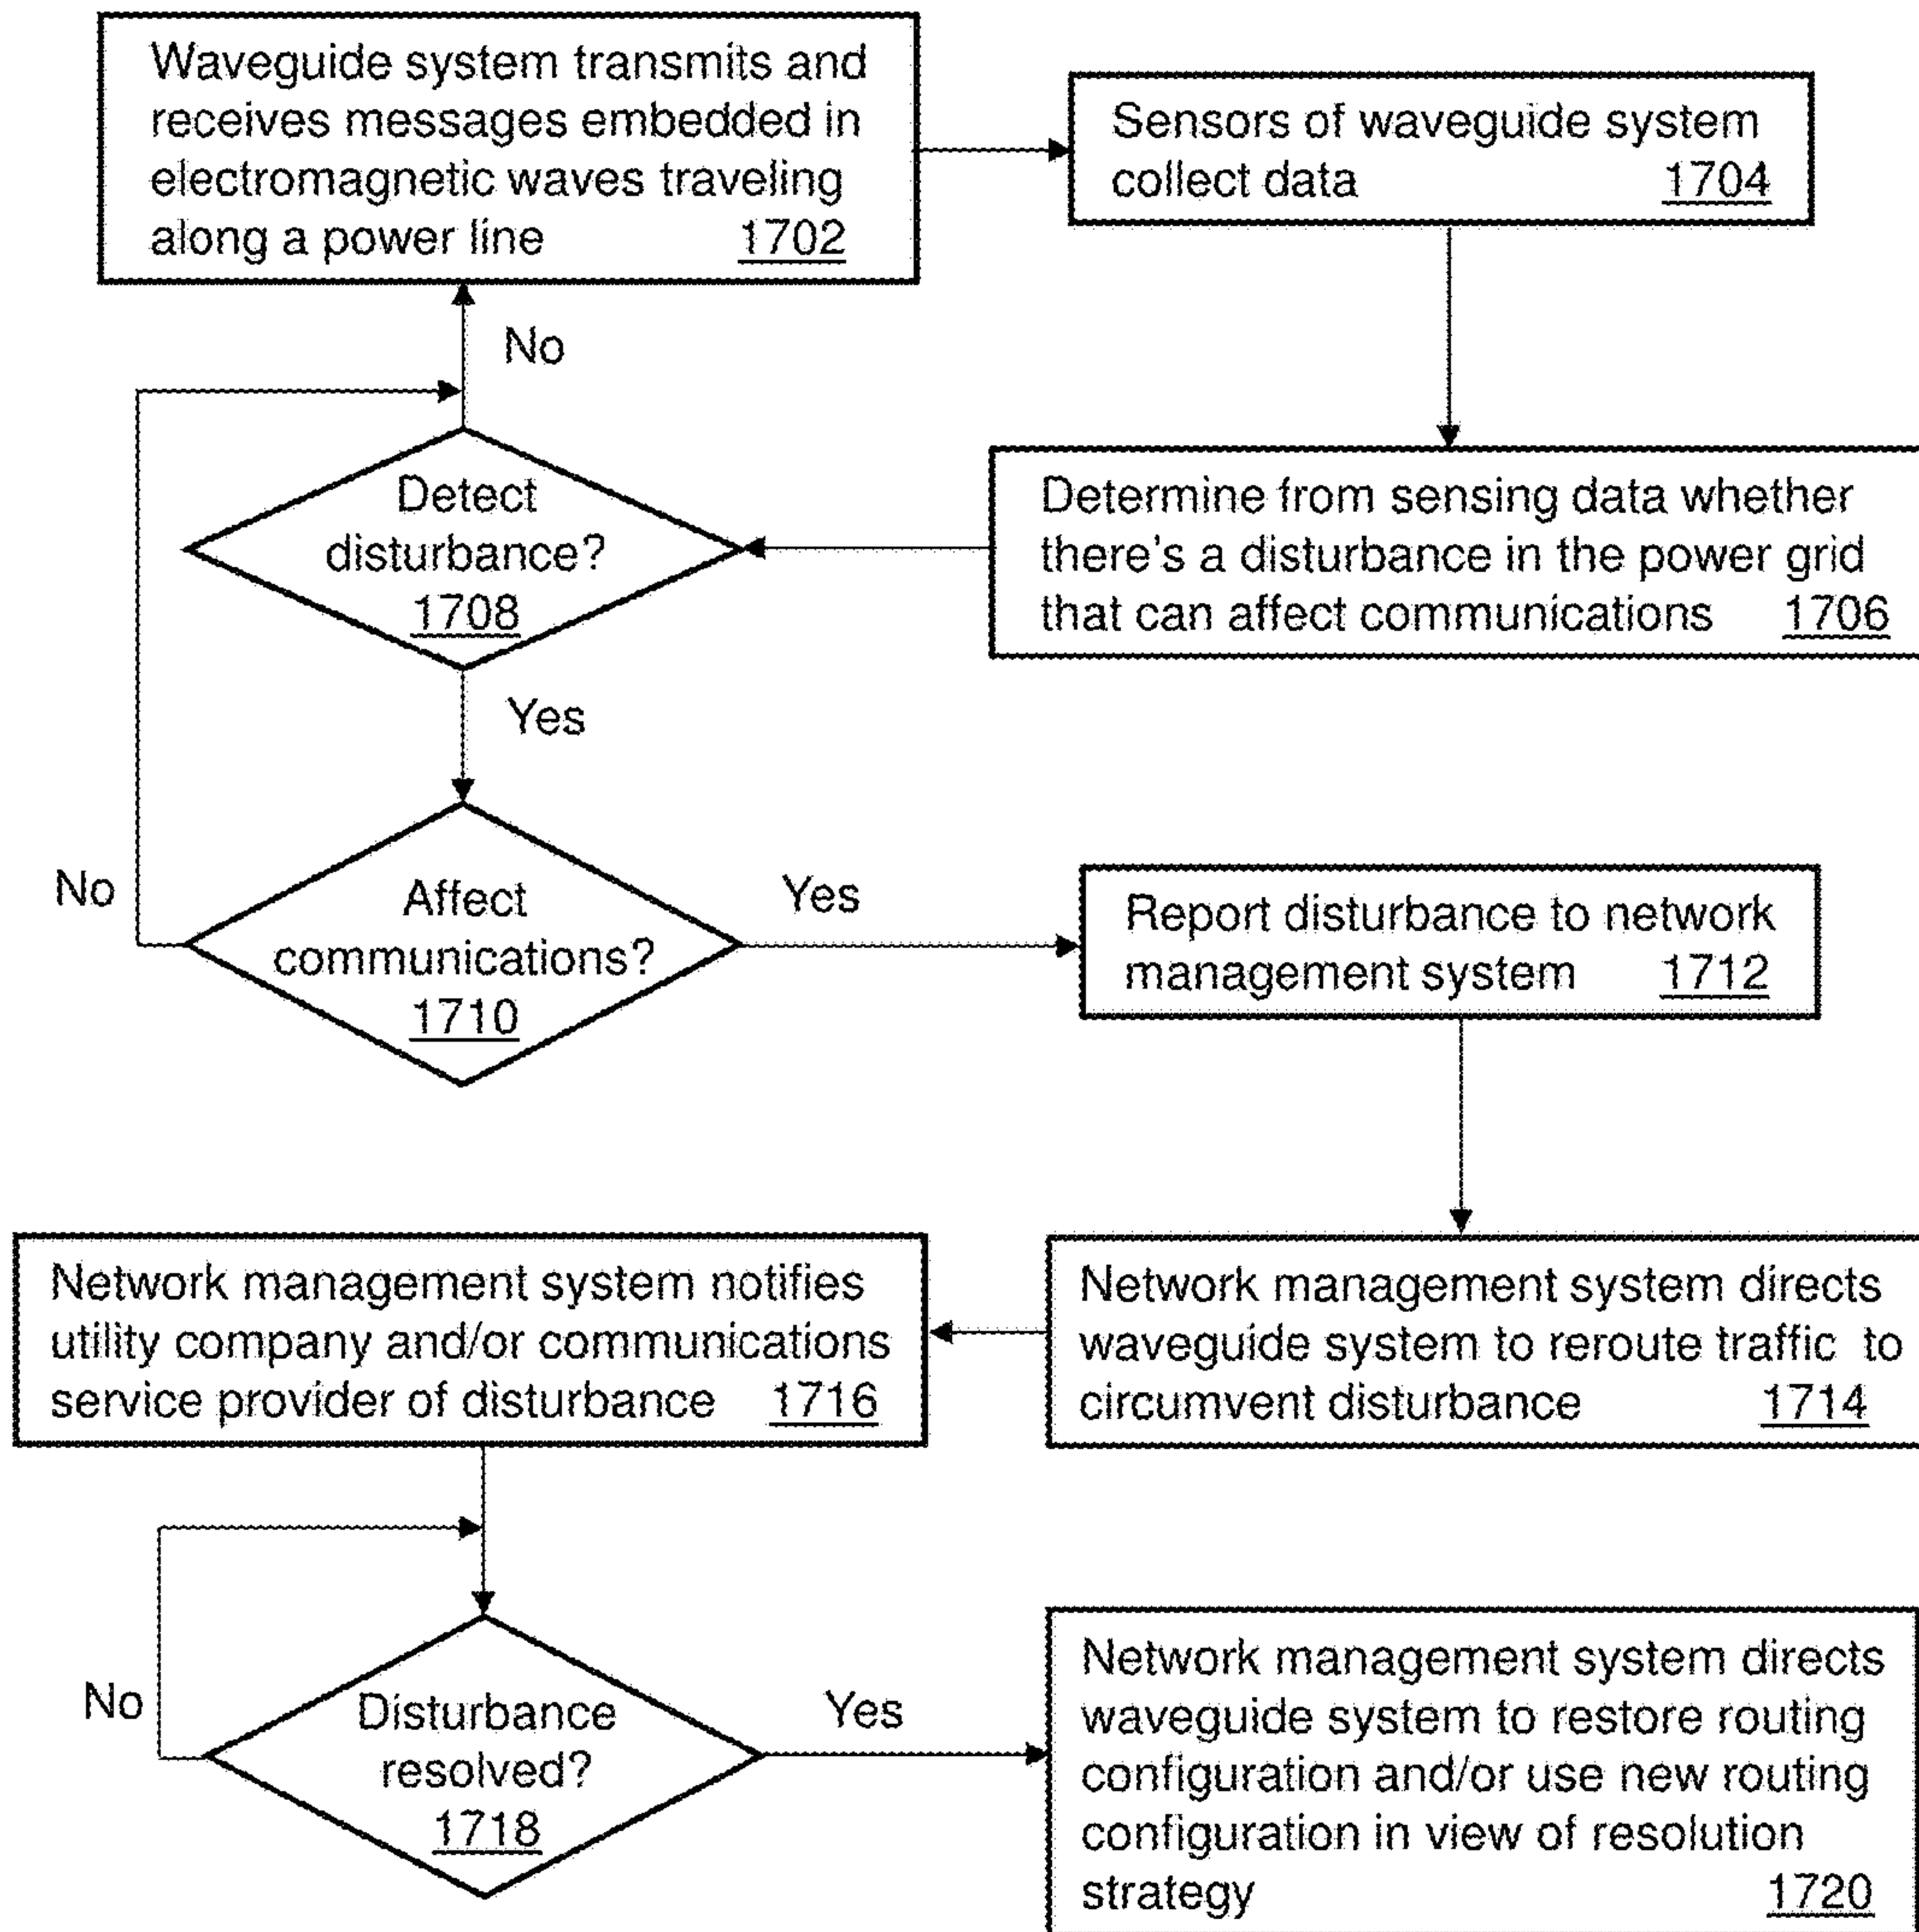 Waveguide system transmits and
receives messages embedded in
electromagnetic waves traveling
along a power line 1702
Sensors of waveguide system
collect data 1704
No
Detect
disturbance?
1708
Determine from sensing data whether
there's a disturbance in the power grid
that can affect communications 1706
Yes
No
Affect
communications?
1710
Yes
Report disturbance to network
management system 1712
Network management system notifies
utility company and/or communications
service provider of disturbance 1716
Network management system directs
waveguide system to reroute traffic to
circumvent disturbance 1714
No
Disturbance
resolved?
1718
Yes
Network management system directs
waveguide system to restore routing
configuration and/or use new routing
configuration in view of resolution
strategy 1720